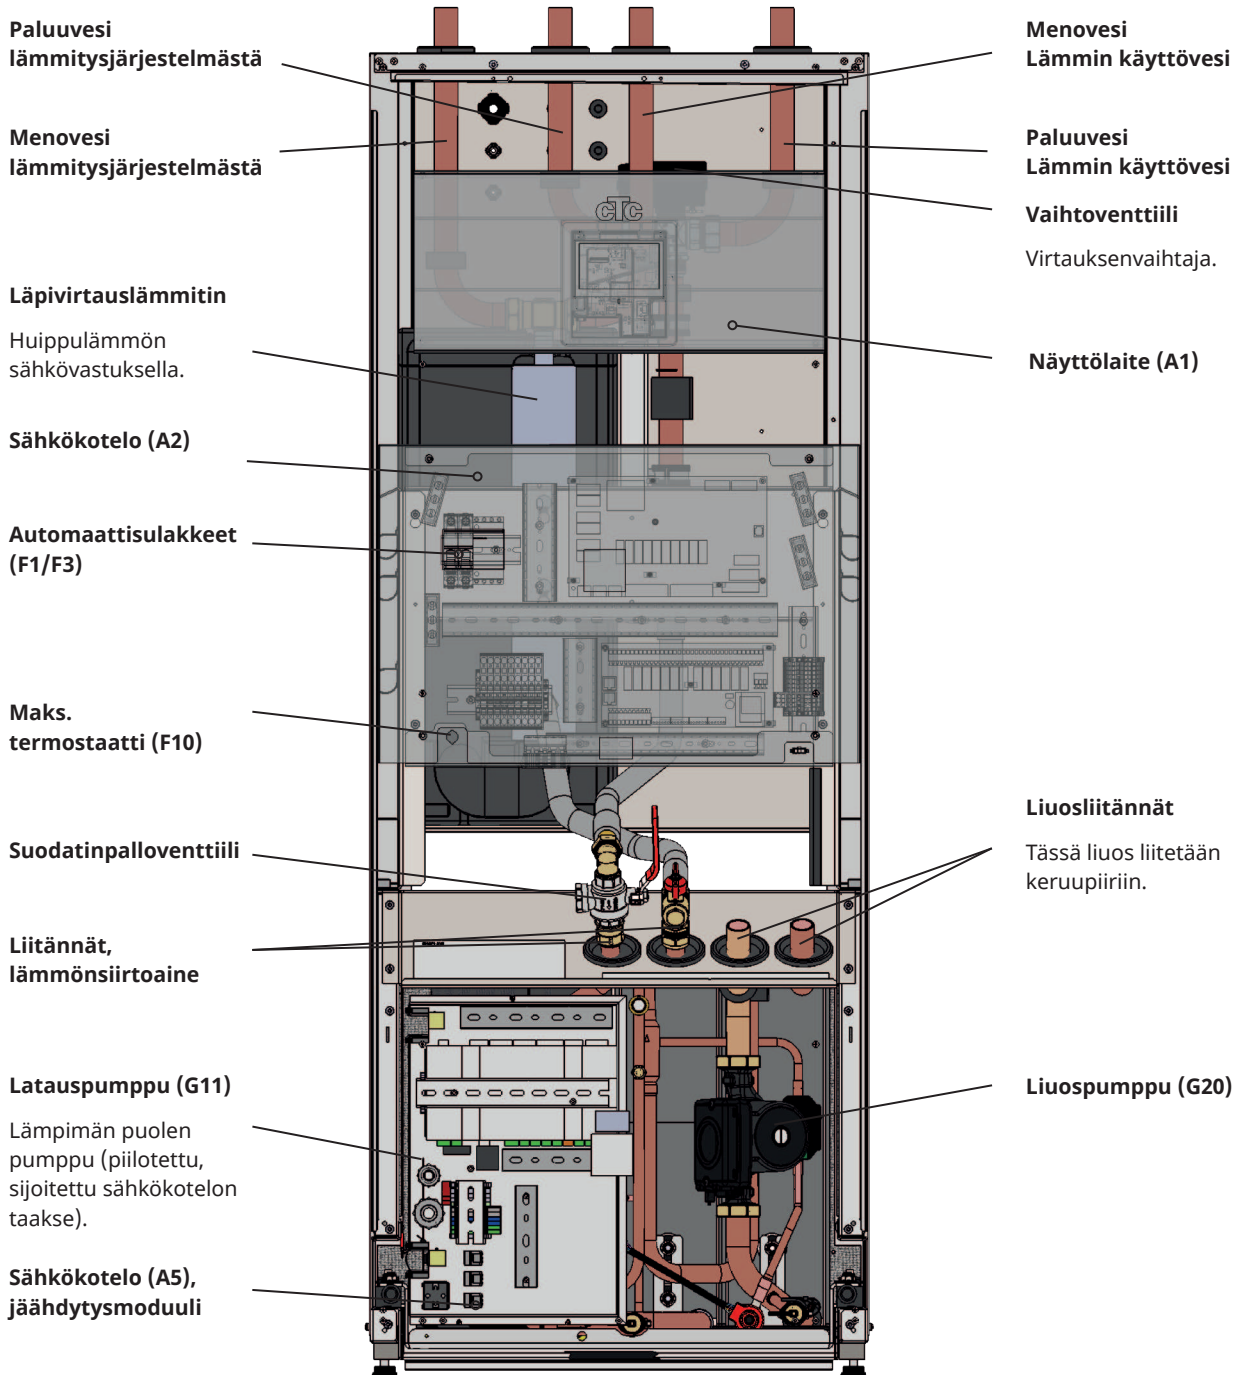 Paluuvesi
lämmitysjärjestelmästä
Menovesi
lämmitysjärjestelmästä
Läpivirtauslämmitin
Huippulämmön
sähkövastuksella.
Sähkökotelo (A2)
Automaattisulakkeet
(F1/F3)
Maks.
termostaatti (F10)
Suodatinpalloventtiili
Liitännät,
lämmönsiirtoaine
Latauspumppu (G11)
Lämpimän puolen
pumppu (piilotettu,
sijoitettu sähkökotelon
taakse).
Sähkökotelo (A5),
jäähdytysmoduuli
CTC
Menovesi
Lämmin käyttövesi
Paluuvesi
Lämmin käyttövesi
Vaihtoventtiili
Virtauksenvaihtaja.
Näyttölaite (A1)
Liuosliitännät
Tässä liuos liitetään
keruupiiriin.
Liuospumppu (G20)